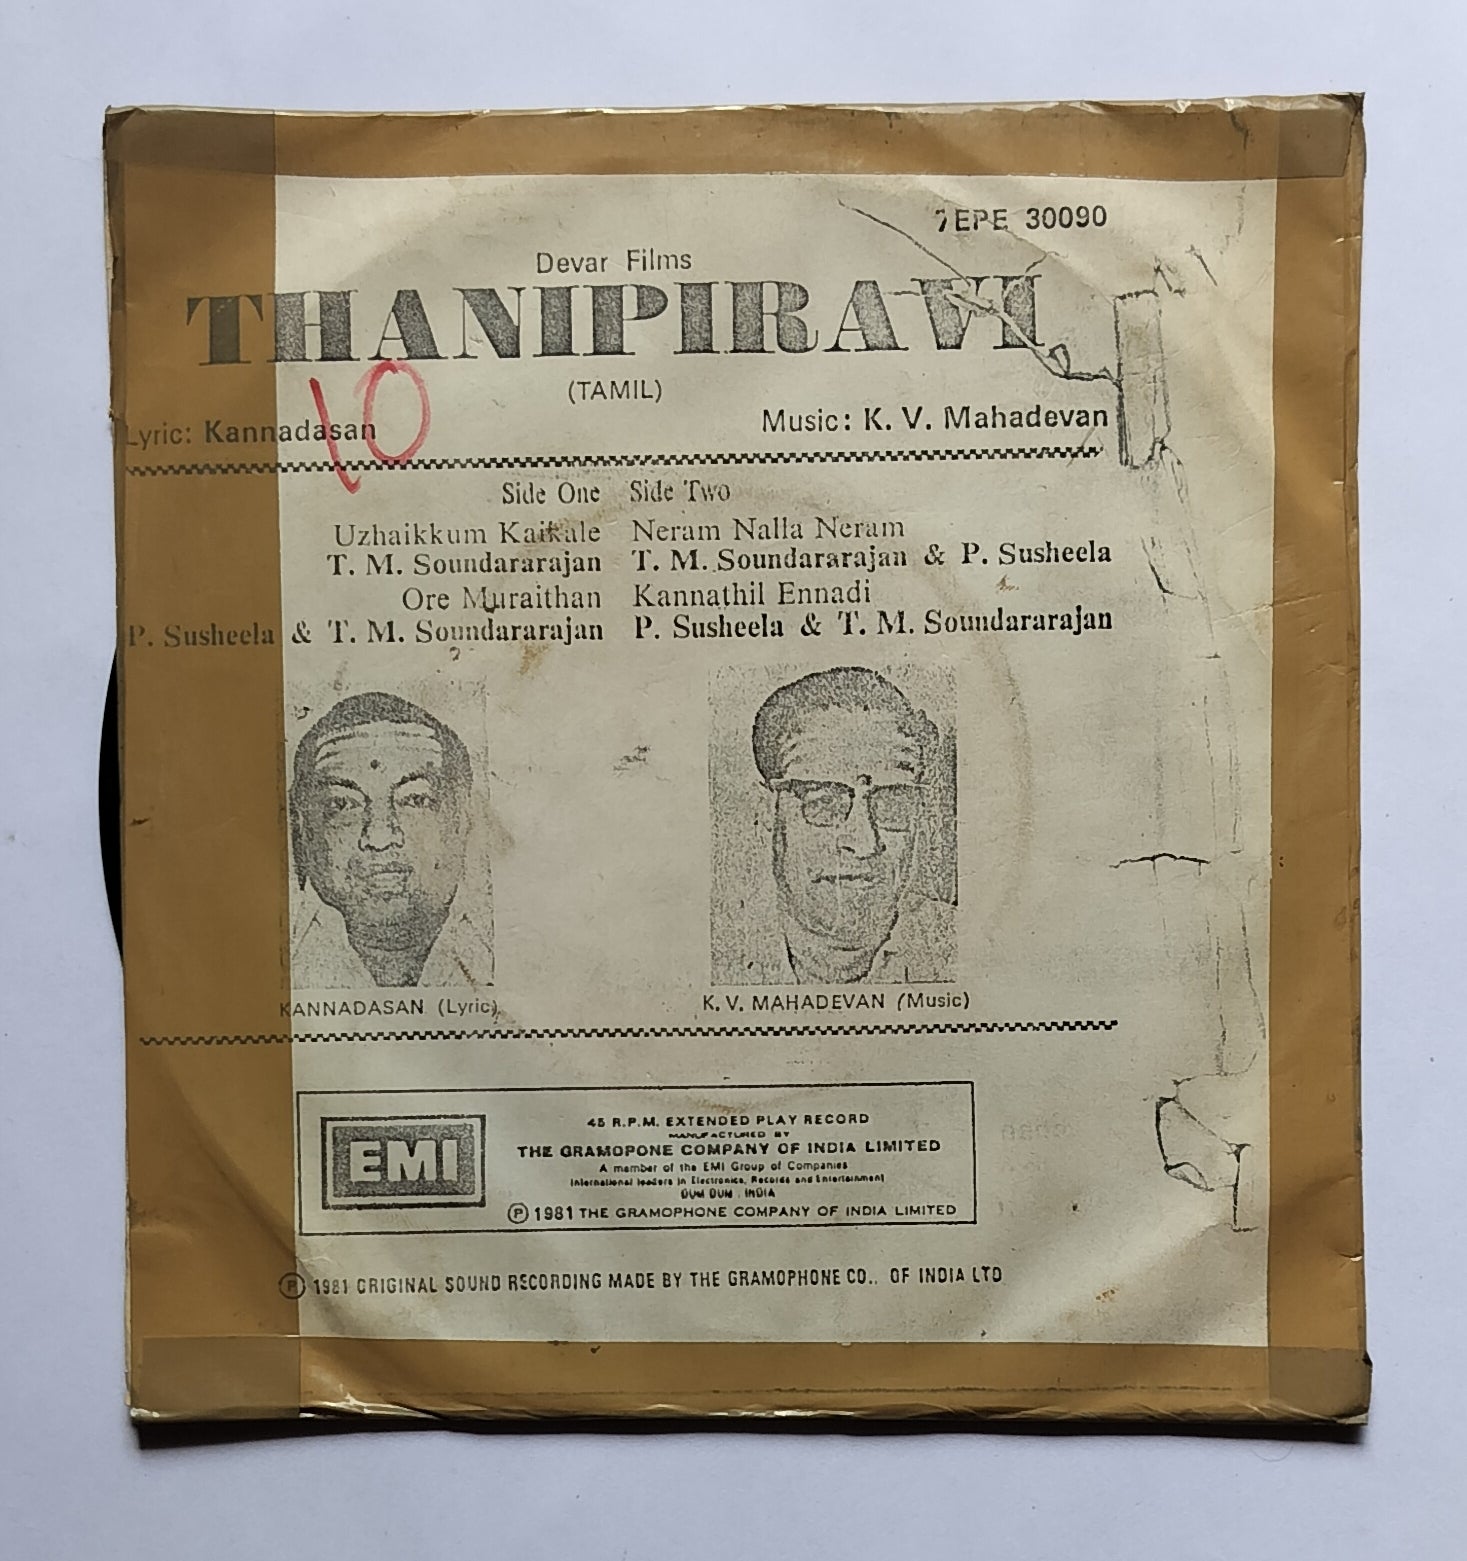 7EPE 30090
Devar Films
THANIPIRAVI
(TAMIL)
10
Lyric: Kannadasan Music: K. V. Mahadevan
Side One Side Two
Uzhaikkum Kaikale Neram Nalla Neram
T. M. Soundararajan T. M. Soundararajan & P. Susheela
Ore Muraithan Kannathil Ennadi
P. Susheela & T. M. Soundararajan P. Susheela & T. M. Soundararajan
KANNADASAN (Lyric) K. V. MAHADEVAN (Music)
EMI
45 R.P.M. EXTENDED PLAY RECORD
MANUFACTURED BY
THE GRAMOPONE COMPANY OF INDIA LIMITED
A member of the EMI Group of Companies
International leaders in Electronics, Records and Entertainment
DUM DUM . INDIA
℗ 1981 THE GRAMOPHONE COMPANY OF INDIA LIMITED
℗ 1981 ORIGINAL SOUND RECORDING MADE BY THE GRAMOPHONE CO., OF INDIA LTD